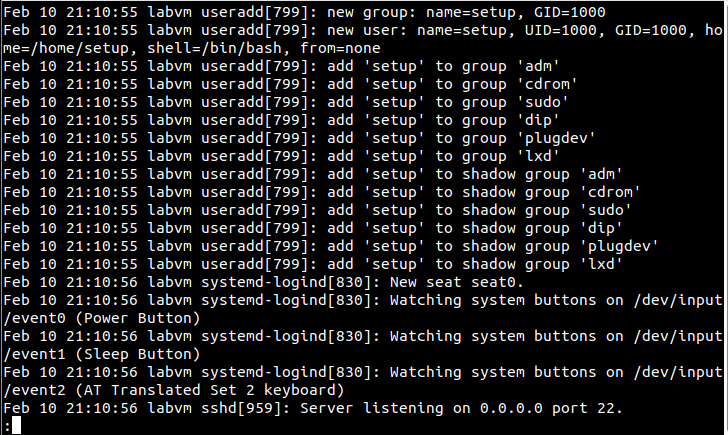 Feb 10 21:10:55 labvm useradd[799]: new group: name=setup, GID=1000
Feb 10 21:10:55 labvm useradd[799]: new user: name=setup, UID=1000, GID=1000, ho
me=/home/setup, shell=/bin/bash, from=none
Feb 10 21:10:55 labvm useradd[799]: add 'setup' to group 'adm'
Feb 10 21:10:55 labvm useradd[799]: add 'setup' to group 'cdrom'
Feb 10 21:10:55 labvm useradd[799]: add 'setup' to group 'sudo'
Feb 10 21:10:55 labvm useradd[799]: add 'setup' to group 'dip'
Feb 10 21:10:55 labvm useradd[799]: add 'setup' to group 'plugdev'
Feb 10 21:10:55 labvm useradd[799]: add 'setup' to group 'lxd'
Feb 10 21:10:55 labvm useradd[799]: add 'setup' to shadow group 'adm'
Feb 10 21:10:55 labvm useradd[799]: add 'setup' to shadow group 'cdrom'
Feb 10 21:10:55 labvm useradd[799]: add 'setup' to shadow group 'sudo'
Feb 10 21:10:55 labvm useradd[799]: add 'setup' to shadow group 'dip'
Feb 10 21:10:55 labvm useradd[799]: add 'setup' to shadow group 'plugdev'
Feb 10 21:10:55 labvm useradd[799]: add 'setup' to shadow group 'lxd'
Feb 10 21:10:56 labvm systemd-logind[830]: New seat seat0.
Feb 10 21:10:56 labvm systemd-logind[830]: Watching system buttons on /dev/input
/event0 (Power Button)
Feb 10 21:10:56 labvm systemd-logind[830]: Watching system buttons on /dev/input
/event1 (Sleep Button)
Feb 10 21:10:56 labvm systemd-logind[830]: Watching system buttons on /dev/input
/event2 (AT Translated Set 2 keyboard)
Feb 10 21:10:56 labvm sshd[959]: Server listening on 0.0.0.0 port 22.
: